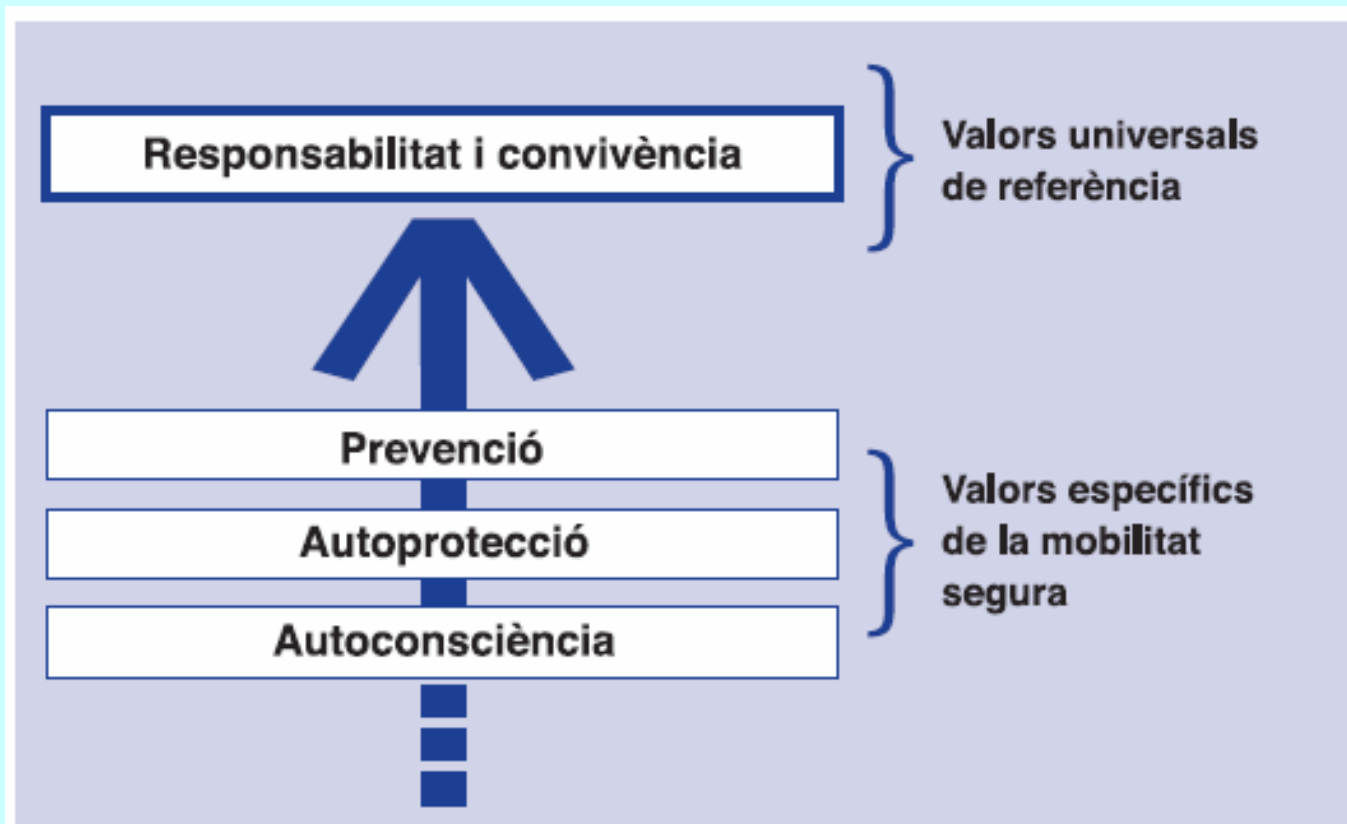 Responsabilitat i convivència
Valors universals
de referència
Prevenció
Autoprotecció
Autoconsciència
Valors específics
de la mobilitat
segura